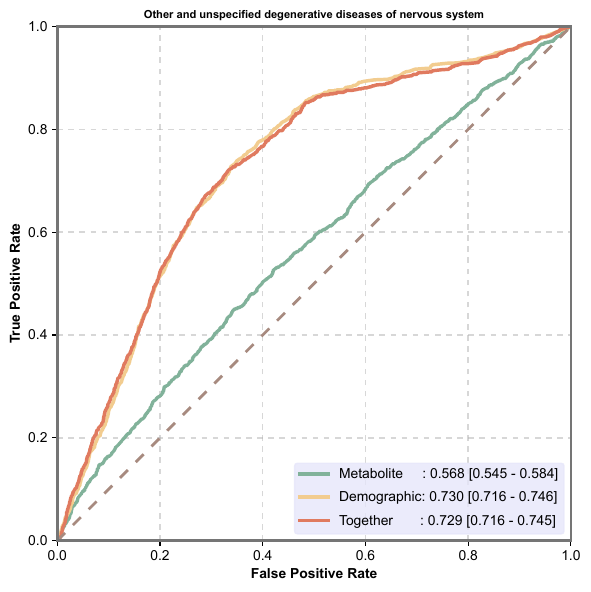 Other and unspecified degenerative diseases of nervous system
1.0
0.8
0.6
0.4
0.2
0.0
True Positive Rate
Metabolite : 0.568 [0.545 - 0.584]
Demographic: 0.730 [0.716 - 0.746]
Together : 0.729 [0.716 - 0.745]
0.0 0.2 0.4 0.6 0.8 1.0
False Positive Rate